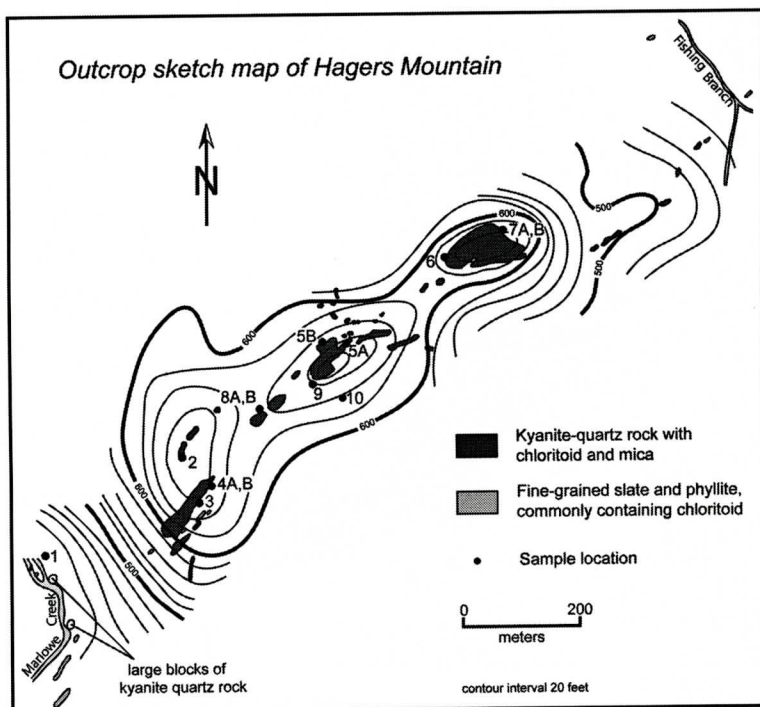 Outcrop sketch map of Hagers Mountain
Fishing Branch
N
600
7A,B
500
6
500
600
5B
5A
9
10
8A,B
600
2
4A,B
3
600
500
1
Marlowe Creek
large blocks of
kyanite quartz rock
Kyanite-quartz rock with
chloritoid and mica
Fine-grained slate and phyllite,
commonly containing chloritoid
Sample location
0 200
meters
contour interval 20 feet